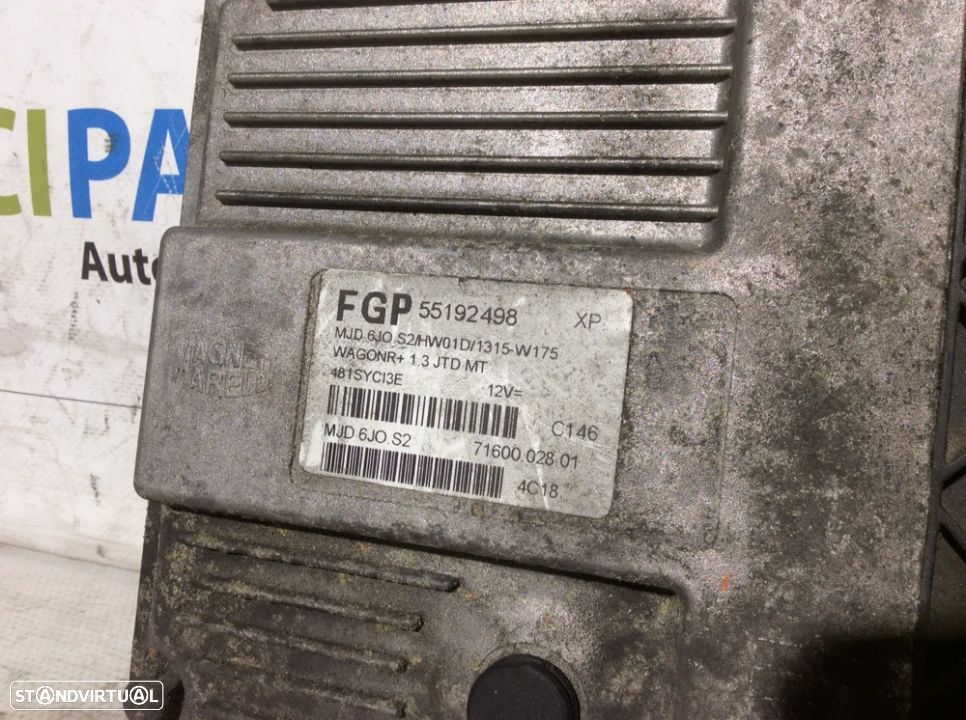 CIPA
Auto
FGP 55192498 XP
MJD 6JO.S2/HW01D/1315-W175
WAGONR+ 1.3 JTD MT
481SYCI3E 12V=
C146
MJD 6JO.S2 71600.028.01
4C18
STANDVIRTUAL